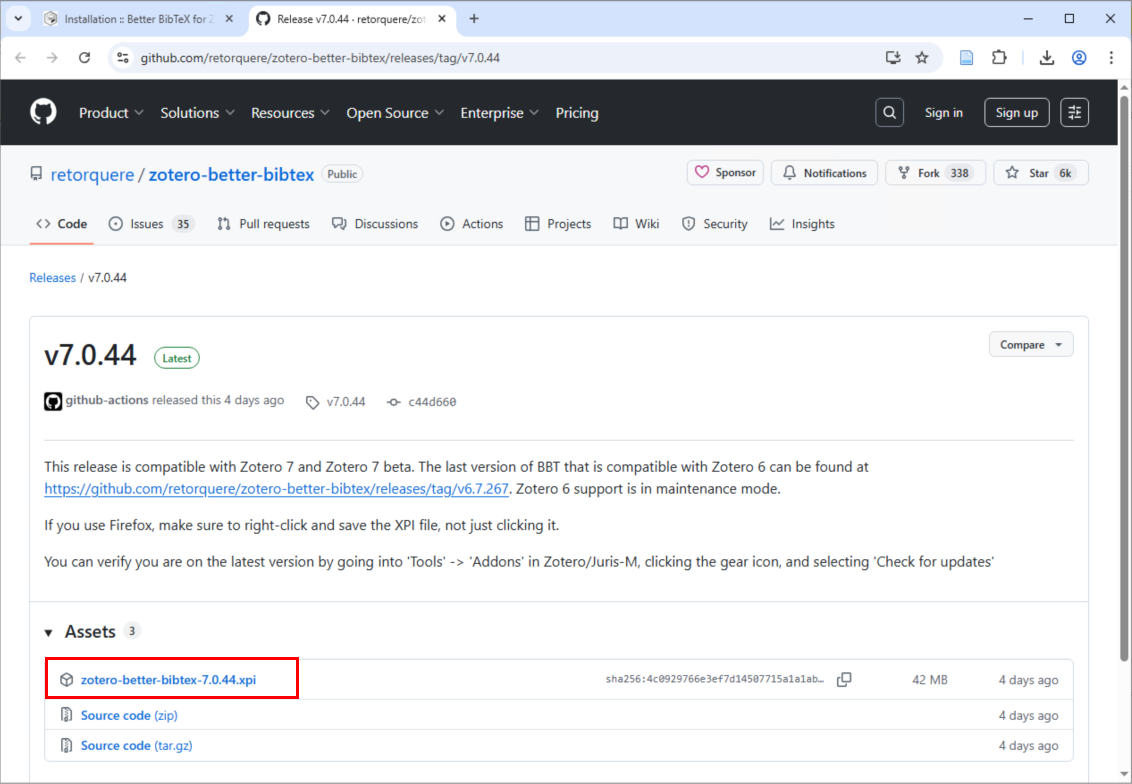 Installation :: Better BibTeX for Z
Release v7.0.44 · retorquere/zot
github.com/retorquere/zotero-better-bibtex/releases/tag/v7.0.44
Product Solutions Resources Open Source Enterprise Pricing Sign in Sign up
retorquere / zotero-better-bibtex Public Sponsor Notifications Fork 338 Star 6k
Code Issues 35 Pull requests Discussions Actions Projects Wiki Security Insights
Releases / v7.0.44
v7.0.44 Latest Compare
github-actions released this 4 days ago v7.0.44 c44d660
This release is compatible with Zotero 7 and Zotero 7 beta. The last version of BBT that is compatible with Zotero 6 can be found at
https://github.com/retorquere/zotero-better-bibtex/releases/tag/v6.7.267. Zotero 6 support is in maintenance mode.
If you use Firefox, make sure to right-click and save the XPI file, not just clicking it.
You can verify you are on the latest version by going into 'Tools' -> 'Addons' in Zotero/Juris-M, clicking the gear icon, and selecting 'Check for updates'
Assets 3
zotero-better-bibtex-7.0.44.xpi sha256:4c0929766e3ef7d14507715a1a1ab… 42 MB 4 days ago
Source code (zip) 4 days ago
Source code (tar.gz) 4 days ago